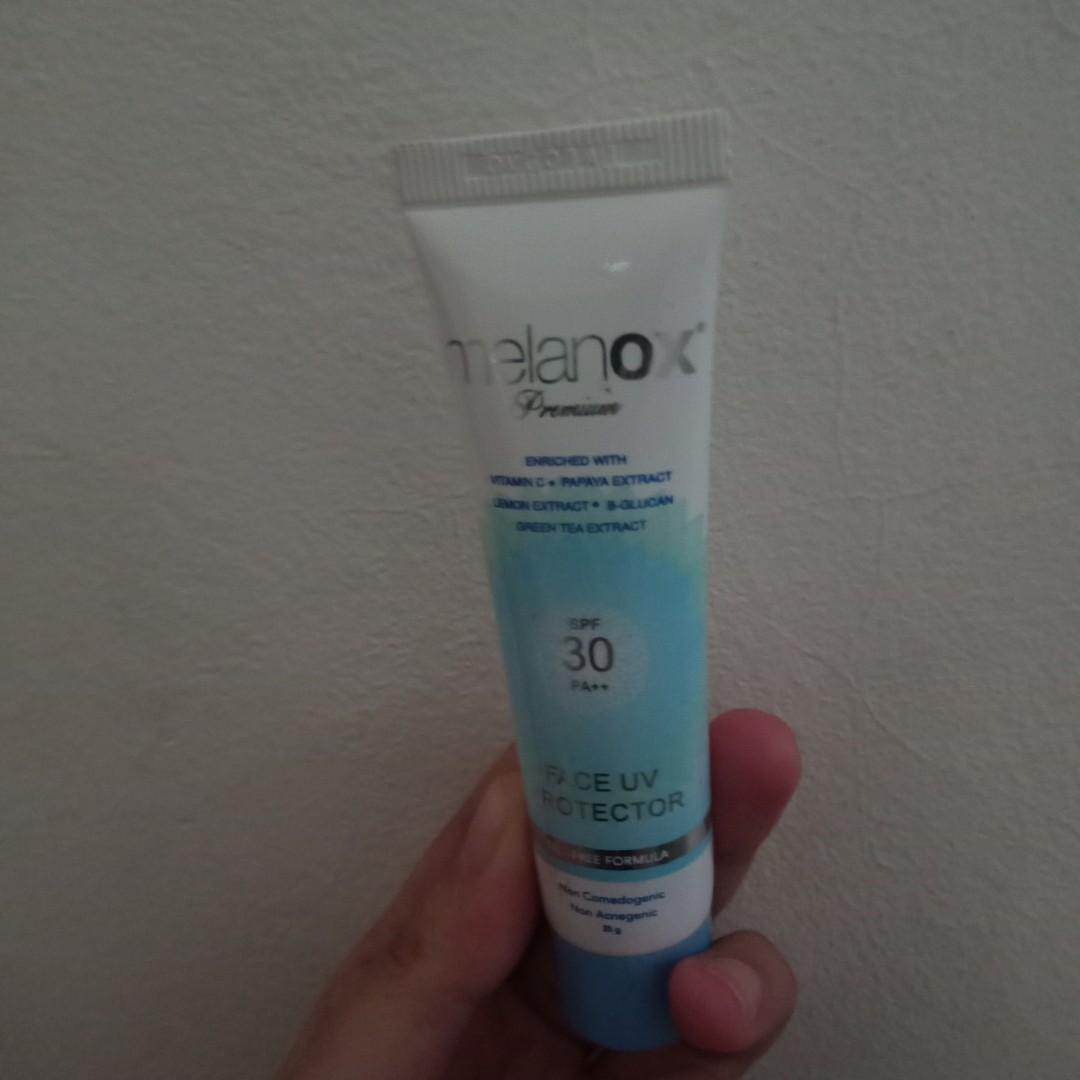 melanox®
Premium
ENRICHED WITH
VITAMIN C • PAPAYA EXTRACT
LEMON EXTRACT • B-GLUCAN
GREEN TEA EXTRACT
SPF
30
PA++
FACE UV
ROTECTOR
FREE FORMULA
Non Comedogenic
Non Acnegenic